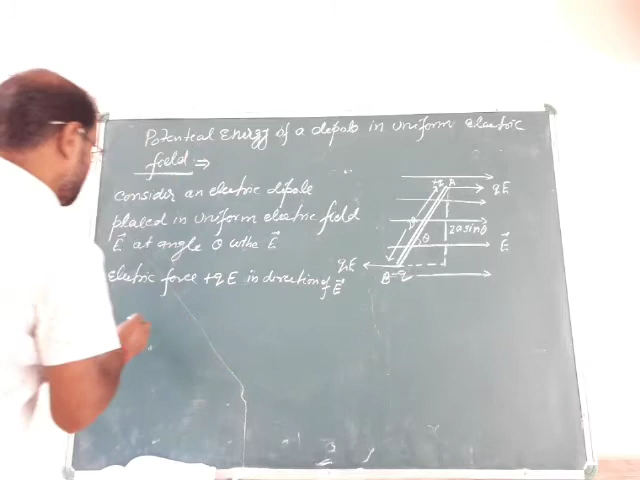 Potential Energy of a dipole in uniform electric
field ⇒
consider an electric dipole
placed in uniform electric field
E⃗ at angle θ with E⃗
electric force +qE in direction of E⃗
+q A
qE
2a sinθ
θ
E⃗
qE
B -q